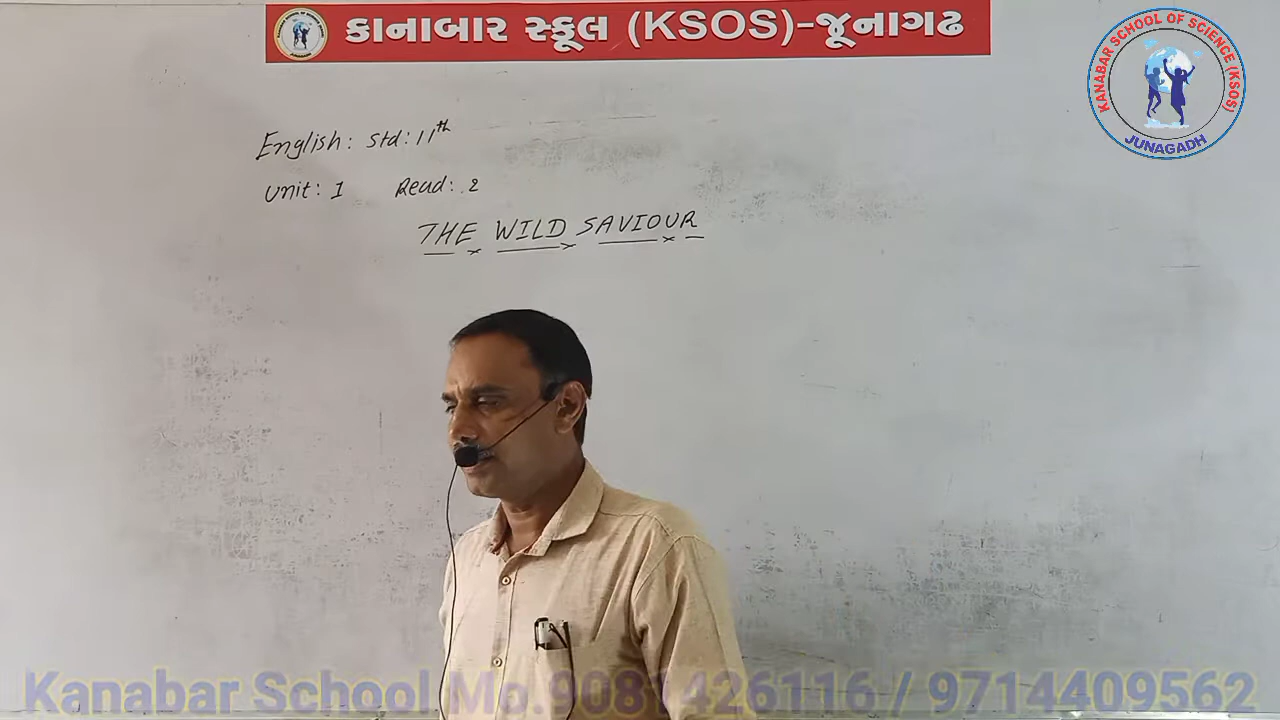 કાનાબાર સ્કૂલ (KSOS)-જૂનાગઢ
KANABAR SCHOOL OF SCIENCE (KSOS)
JUNAGADH
English: Std: 11th
Unit: 1 Read: 2
THE WILD SAVIOUR
Kanabar School Mo.9081426116 / 9714409562